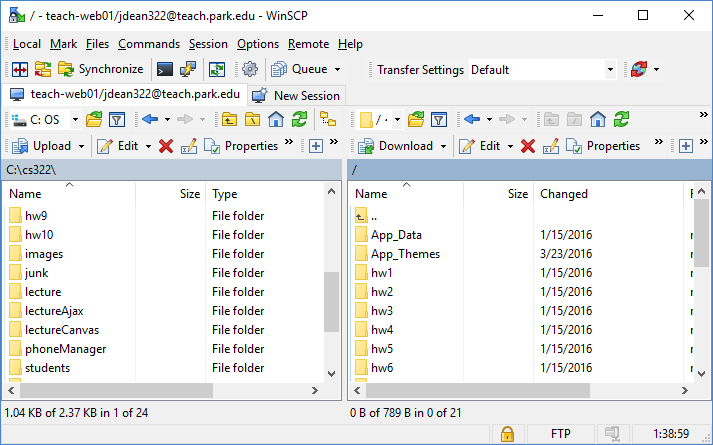 / - teach-web01/jdean322@teach.park.edu - WinSCP
Local Mark Files Commands Session Options Remote Help
Synchronize Queue Transfer Settings Default
teach-web01/jdean322@teach.park.edu New Session
C: OS /
Upload Edit Properties Download Edit Properties
C:\cs322\ /
Name Size Type Name Size Changed
hw9 File folder ..
hw10 File folder App_Data 1/15/2016
images File folder App_Themes 3/23/2016
junk File folder hw1 1/15/2016
lecture File folder hw2 1/15/2016
lectureAjax File folder hw3 1/15/2016
lectureCanvas File folder hw4 1/15/2016
phoneManager File folder hw5 1/15/2016
students File folder hw6 1/15/2016
1.04 KB of 2.37 KB in 1 of 24 0 B of 789 B in 0 of 21
FTP 1:38:59